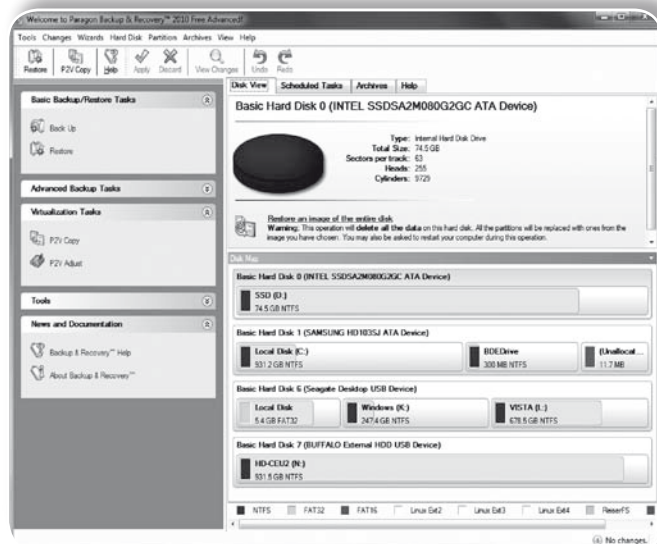 Welcome to Paragon Backup & Recovery™ 2010 Free Advanced!
Tools Changes Wizards Hard Disk Partition Archives View Help
Restore P2V Copy Help Apply Discard View Changes Undo Redo
Basic Backup/Restore Tasks
Back Up
Restore
Advanced Backup Tasks
Virtualization Tasks
P2V Copy
P2V Adjust
Tools
News and Documentation
Backup & Recovery™ Help
About Backup & Recovery™
Disk View Scheduled Tasks Archives Help
Basic Hard Disk 0 (INTEL SSDSA2M080G2GC ATA Device)
Type: Internal Hard Disk Drive
Total Size: 74.5 GB
Sectors per track: 63
Heads: 255
Cylinders: 9729
Restore an image of the entire disk
Warning: This operation will delete all the data on this hard disk. All the partitions will be replaced with ones from the
image you have chosen. You may also be asked to restart your computer during this operation.
Disk Map
Basic Hard Disk 0 (INTEL SSDSA2M080G2GC ATA Device)
SSD (D:)
74.5 GB NTFS
Basic Hard Disk 1 (SAMSUNG HD103SJ ATA Device)
Local Disk (C:)
931.2 GB NTFS
BDEDrive
300 MB NTFS
(Unallocat...
11.7 MB
Basic Hard Disk 6 (Seagate Desktop USB Device)
Local Disk
5.4 GB FAT32
Windows (K:)
247.4 GB NTFS
VISTA (L:)
678.5 GB NTFS
Basic Hard Disk 7 (BUFFALO External HDD USB Device)
HD-CEU2 (N:)
931.5 GB NTFS
NTFS FAT32 FAT16 Linux Ext2 Linux Ext3 Linux Ext4 ReiserFS
No changes.